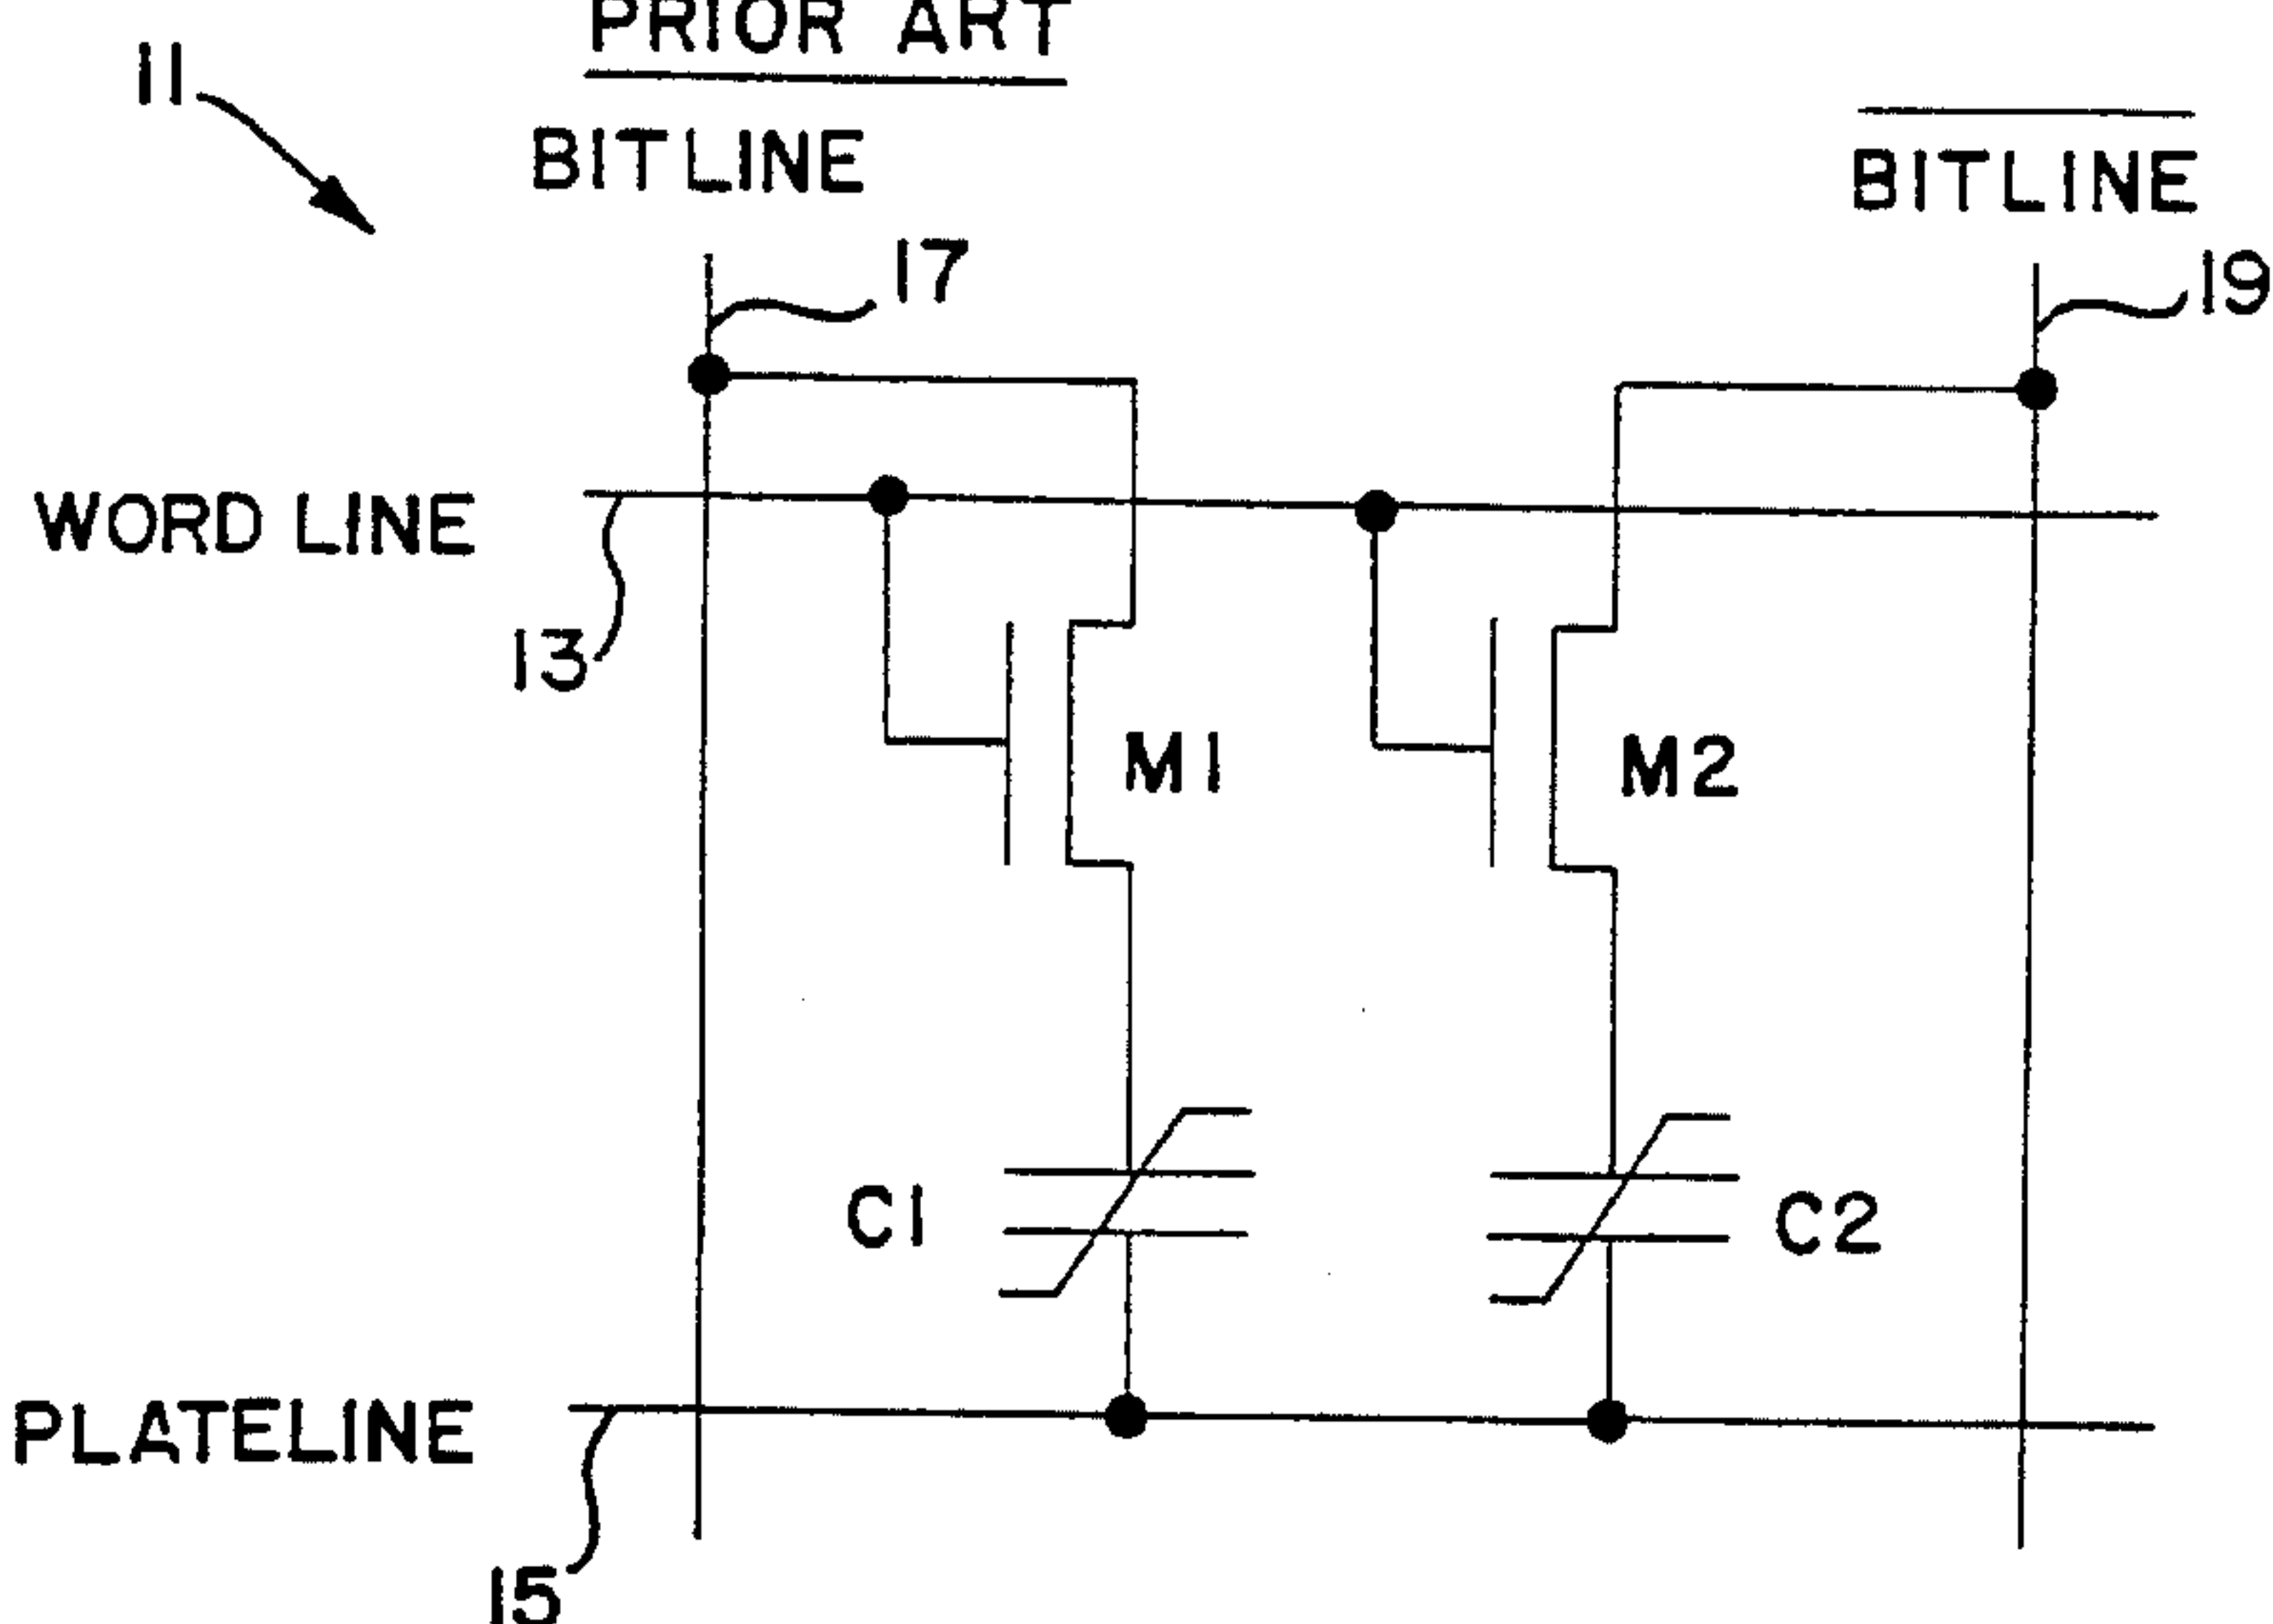 PRIOR ART
11
BITLINE
BITLINE
17
19
WORD LINE
13
M1
M2
C1
C2
PLATELINE
15